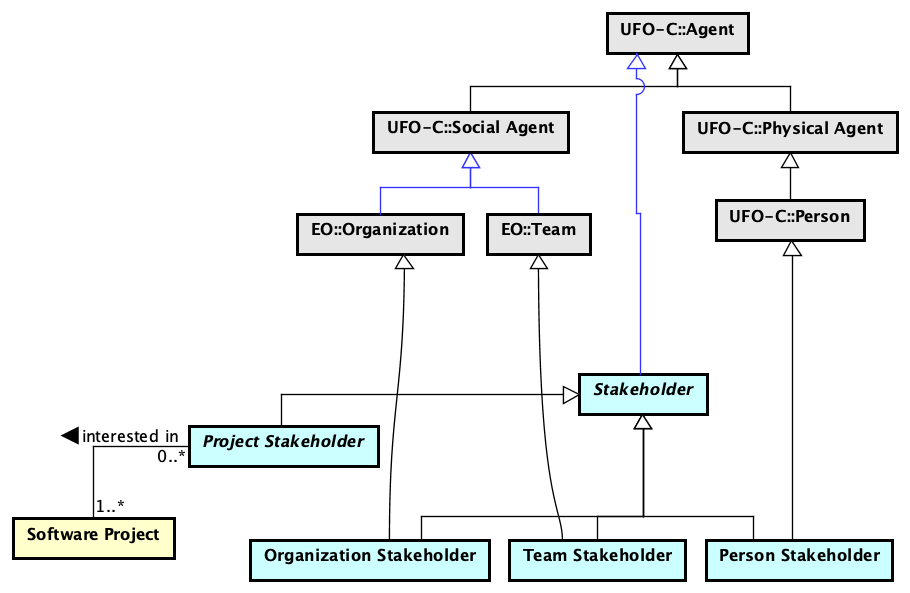 UFO-C::Agent
UFO-C::Social Agent
UFO-C::Physical Agent
EO::Organization
EO::Team
UFO-C::Person
Stakeholder
Project Stakeholder
interested in
0..*
1..*
Software Project
Organization Stakeholder
Team Stakeholder
Person Stakeholder